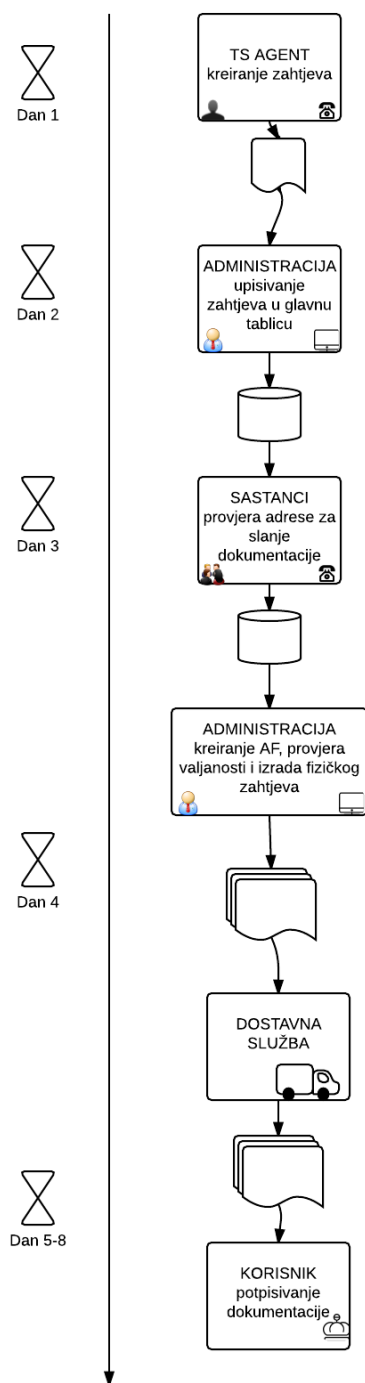 TS AGENT
kreiranje zahtjeva
Dan 1
ADMINISTRACIJA
upisivanje
zahtjeva u glavnu
tablicu
Dan 2
SASTANCI
provjera adrese za
slanje
dokumentacije
Dan 3
ADMINISTRACIJA
kreiranje AF, provjera
valjanosti i izrada fizičkog
zahtjeva
Dan 4
DOSTAVNA
SLUŽBA
Dan 5-8
KORISNIK
potpisivanje
dokumentacije